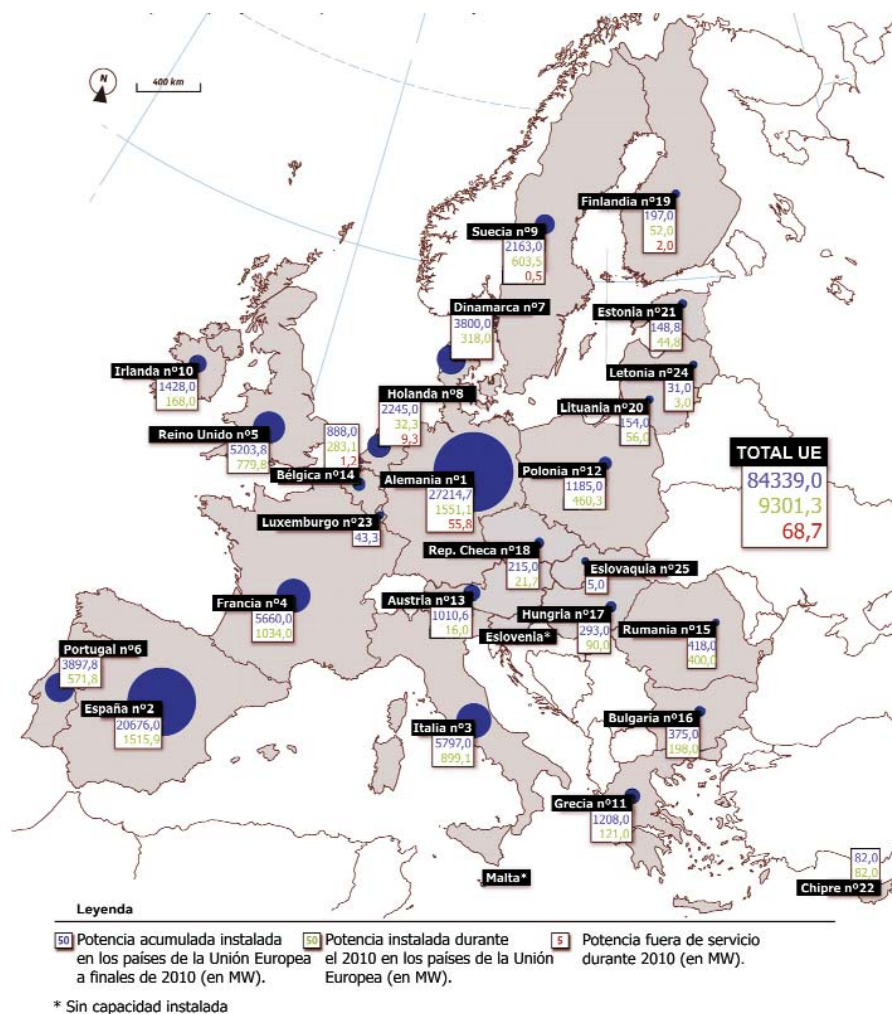 N
400 km
Finlandia nº19
197,0
52,0
2,0
Suecia nº9
2163,0
603,5
0,5
Dinamarca nº7
3800,0
318,0
Estonia nº21
148,8
44,8
Irlanda nº10
1428,0
168,0
Letonia nº24
31,0
3,0
Holanda nº8
2245,0
32,3
9,3
Lituania nº20
154,0
56,0
Reino Unido nº5
5203,8
779,8
888,0
283,1
1,2
Bélgica nº14
Alemania nº1
27214,7
1551,1
55,8
Polonia nº12
1185,0
460,3
TOTAL UE
84339,0
9301,3
68,7
Luxemburgo nº23
43,3
Rep. Checa nº18
215,0
21,7
Eslovaquia nº25
5,0
Francia nº4
5660,0
1034,0
Austria nº13
1010,6
16,0
Hungria nº17
293,0
90,0
Eslovenia*
Rumania nº15
418,0
400,0
Portugal nº6
3897,8
571,8
España nº2
20676,0
1515,9
Italia nº3
5797,0
899,1
Bulgaria nº16
375,0
198,0
Grecia nº11
1208,0
121,0
Malta*
82,0
82,0
Chipre nº22
Leyenda
50 Potencia acumulada instalada
en los países de la Unión Europea
a finales de 2010 (en MW).
50 Potencia instalada durante
el 2010 en los países de la Unión
Europea (en MW).
5 Potencia fuera de servicio
durante 2010 (en MW).
* Sin capacidad instalada